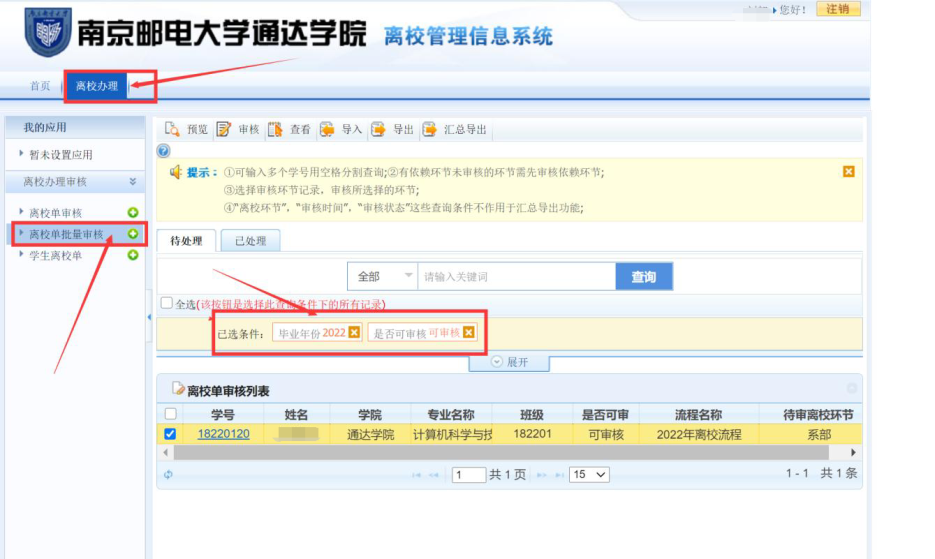 您好！ 注销
南京邮电大学通达学院 离校管理信息系统
首页 离校办理
我的应用
暂未设置应用
离校办理审核
离校单审核
离校单批量审核
学生离校单
预览 审核 查看 导入 导出 汇总导出
提示：①可输入多个学号用空格分割查询;②有依赖环节未审核的环节需先审核依赖环节;
③选择审核环节记录，审核所选择的环节;
④“离校环节”，“审核时间”，“审核状态”这些查询条件不作用于汇总导出功能;
待处理 已处理
全部 请输入关键词 查询
全选(该按钮是选择此查询条件下的所有记录)
已选条件： 毕业年份 2022 是否可审核 可审核
展开
离校单审核列表
学号 姓名 学院 专业名称 班级 是否可审 流程名称 待审离校环节
18220120 通达学院 计算机科学与技 182201 可审核 2022年离校流程 系部
1 共 1 页 15 1 - 1 共 1 条